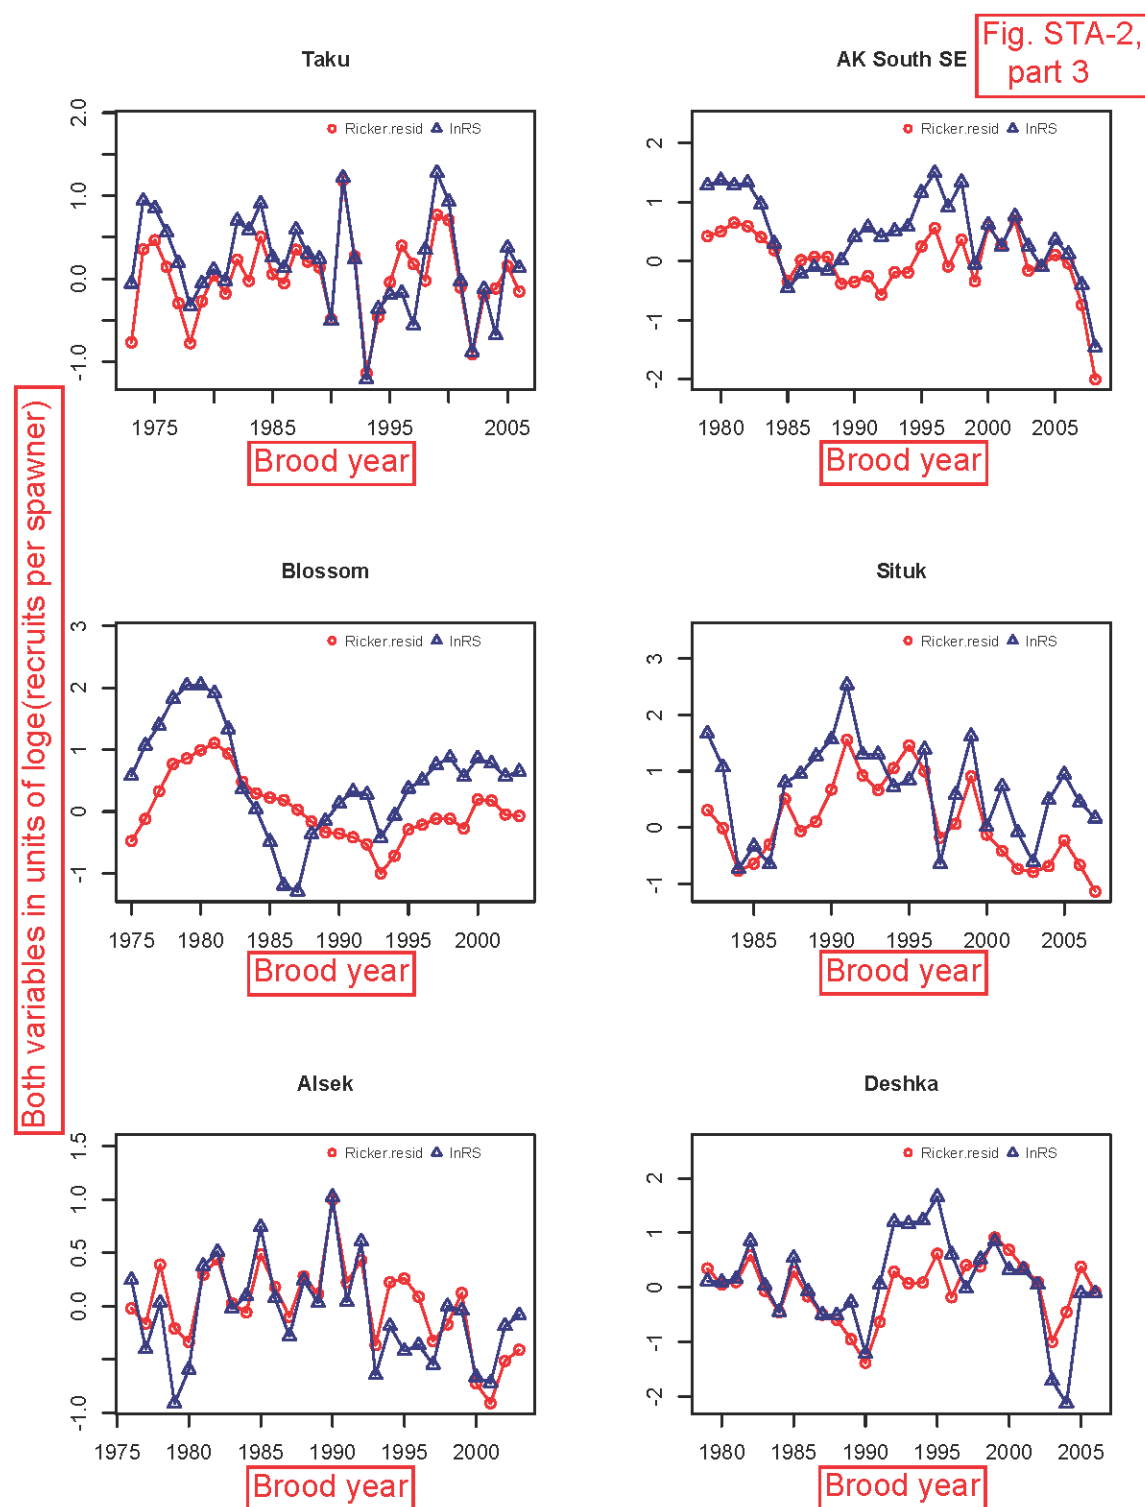 Fig. STA-2,
part 3
Both variables in units of loge(recruits per spawner)
Taku
Ricker.resid lnRS
2.0
1.0
0.0
-1.0
1975 1985 1995 2005
Brood year
AK South SE
Ricker.resid lnRS
2
1
0
-1
-2
1980 1985 1990 1995 2000 2005
Brood year
Blossom
Ricker.resid lnRS
3
2
1
0
-1
1975 1980 1985 1990 1995 2000
Brood year
Situk
Ricker.resid lnRS
3
2
1
0
-1
1985 1990 1995 2000 2005
Brood year
Alsek
Ricker.resid lnRS
1.5
1.0
0.5
0.0
-1.0
1975 1980 1985 1990 1995 2000
Brood year
Deshka
Ricker.resid lnRS
2
1
0
-1
-2
1980 1985 1990 1995 2000 2005
Brood year